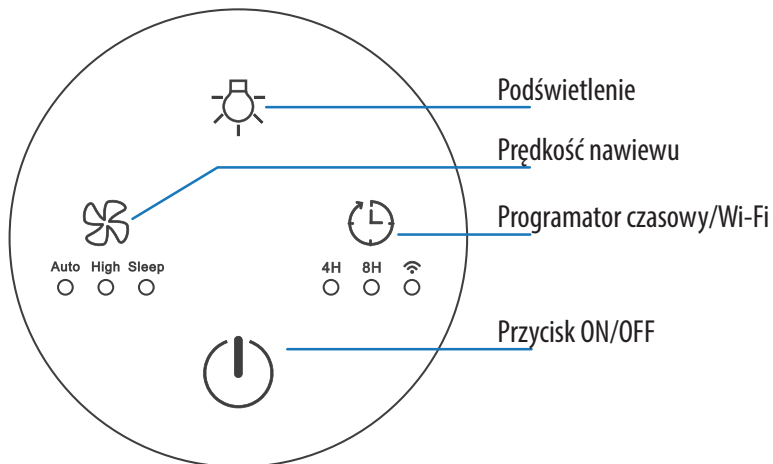 Podświetlenie
Prędkość nawiewu
Programator czasowy/Wi-Fi
Auto High Sleep
4H 8H
Przycisk ON/OFF